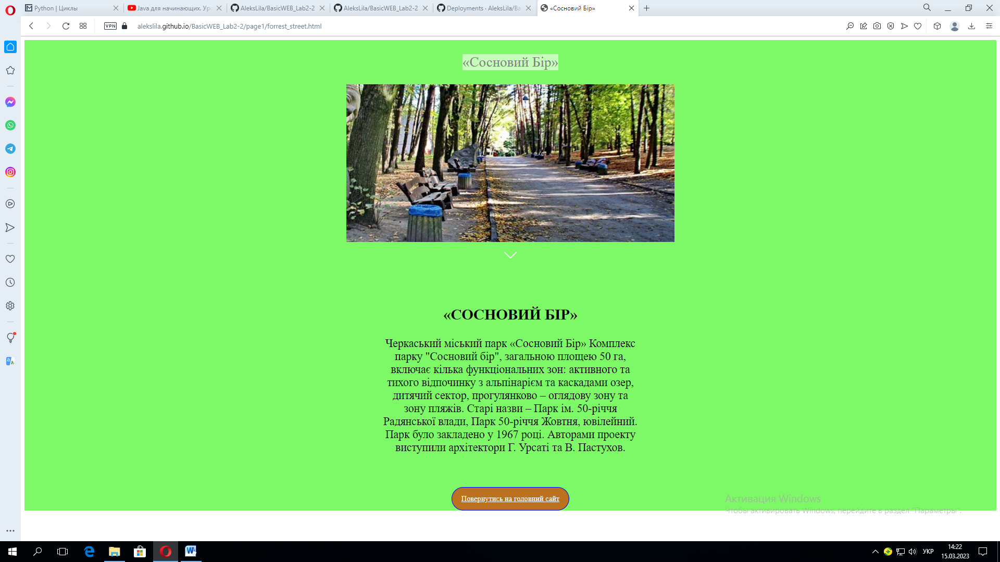 Python | Циклы
Java для начинающих. Уро
AleksLila/BasicWEB_Lab2-2
AleksLila/BasicWEB_Lab2-2
Deployments · AleksLila/Ba
«Сосновий Бір»
VPN
alekslila.github.io/BasicWEB_Lab2-2/page1/forrest_street.html
«Сосновий Бір»
«СОСНОВИЙ БІР»
Черкаський міський парк «Сосновий Бір» Комплекс
парку "Сосновий бір", загальною площею 50 га,
включає кілька функціональних зон: активного та
тихого відпочинку з альпінарієм та каскадами озер,
дитячий сектор, прогулянково – оглядову зону та
зону пляжів. Старі назви – Парк ім. 50-річчя
Радянської влади, Парк 50-річчя Жовтня, ювілейний.
Парк було закладено у 1967 році. Авторами проекту
виступили архітектори Г. Урсаті та В. Пастухов.
Повернутись на головний сайт
Активация Windows
Чтобы активировать Windows, перейдите в раздел "Параметры".
УКР
14:22
15.03.2023